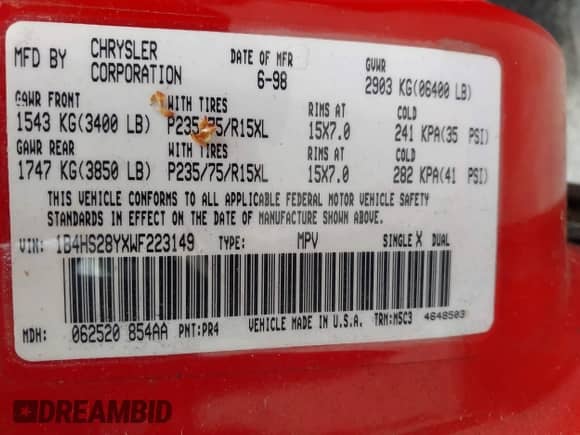 MFD BY CHRYSLER CORPORATION DATE OF MFR 6-98 GVWR 2903 KG(06400 LB)
GAWR FRONT WITH TIRES RIMS AT COLD
1543 KG(3400 LB) P235/75/R15XL 15X7.0 241 KPA(35 PSI)
GAWR REAR WITH TIRES RIMS AT COLD
1747 KG(3850 LB) P235/75/R15XL 15X7.0 282 KPA(41 PSI)
THIS VEHICLE CONFORMS TO ALL APPLICABLE FEDERAL MOTOR VEHICLE SAFETY
STANDARDS IN EFFECT ON THE DATE OF MANUFACTURE SHOWN ABOVE.
VIN: 1B4HS28YXWF223149 TYPE: MPV SINGLE X DUAL
MDH: 062520 854AA PNT:PR4 VEHICLE MADE IN U.S.A. TRM:M5C3 4648503
DREAMBID